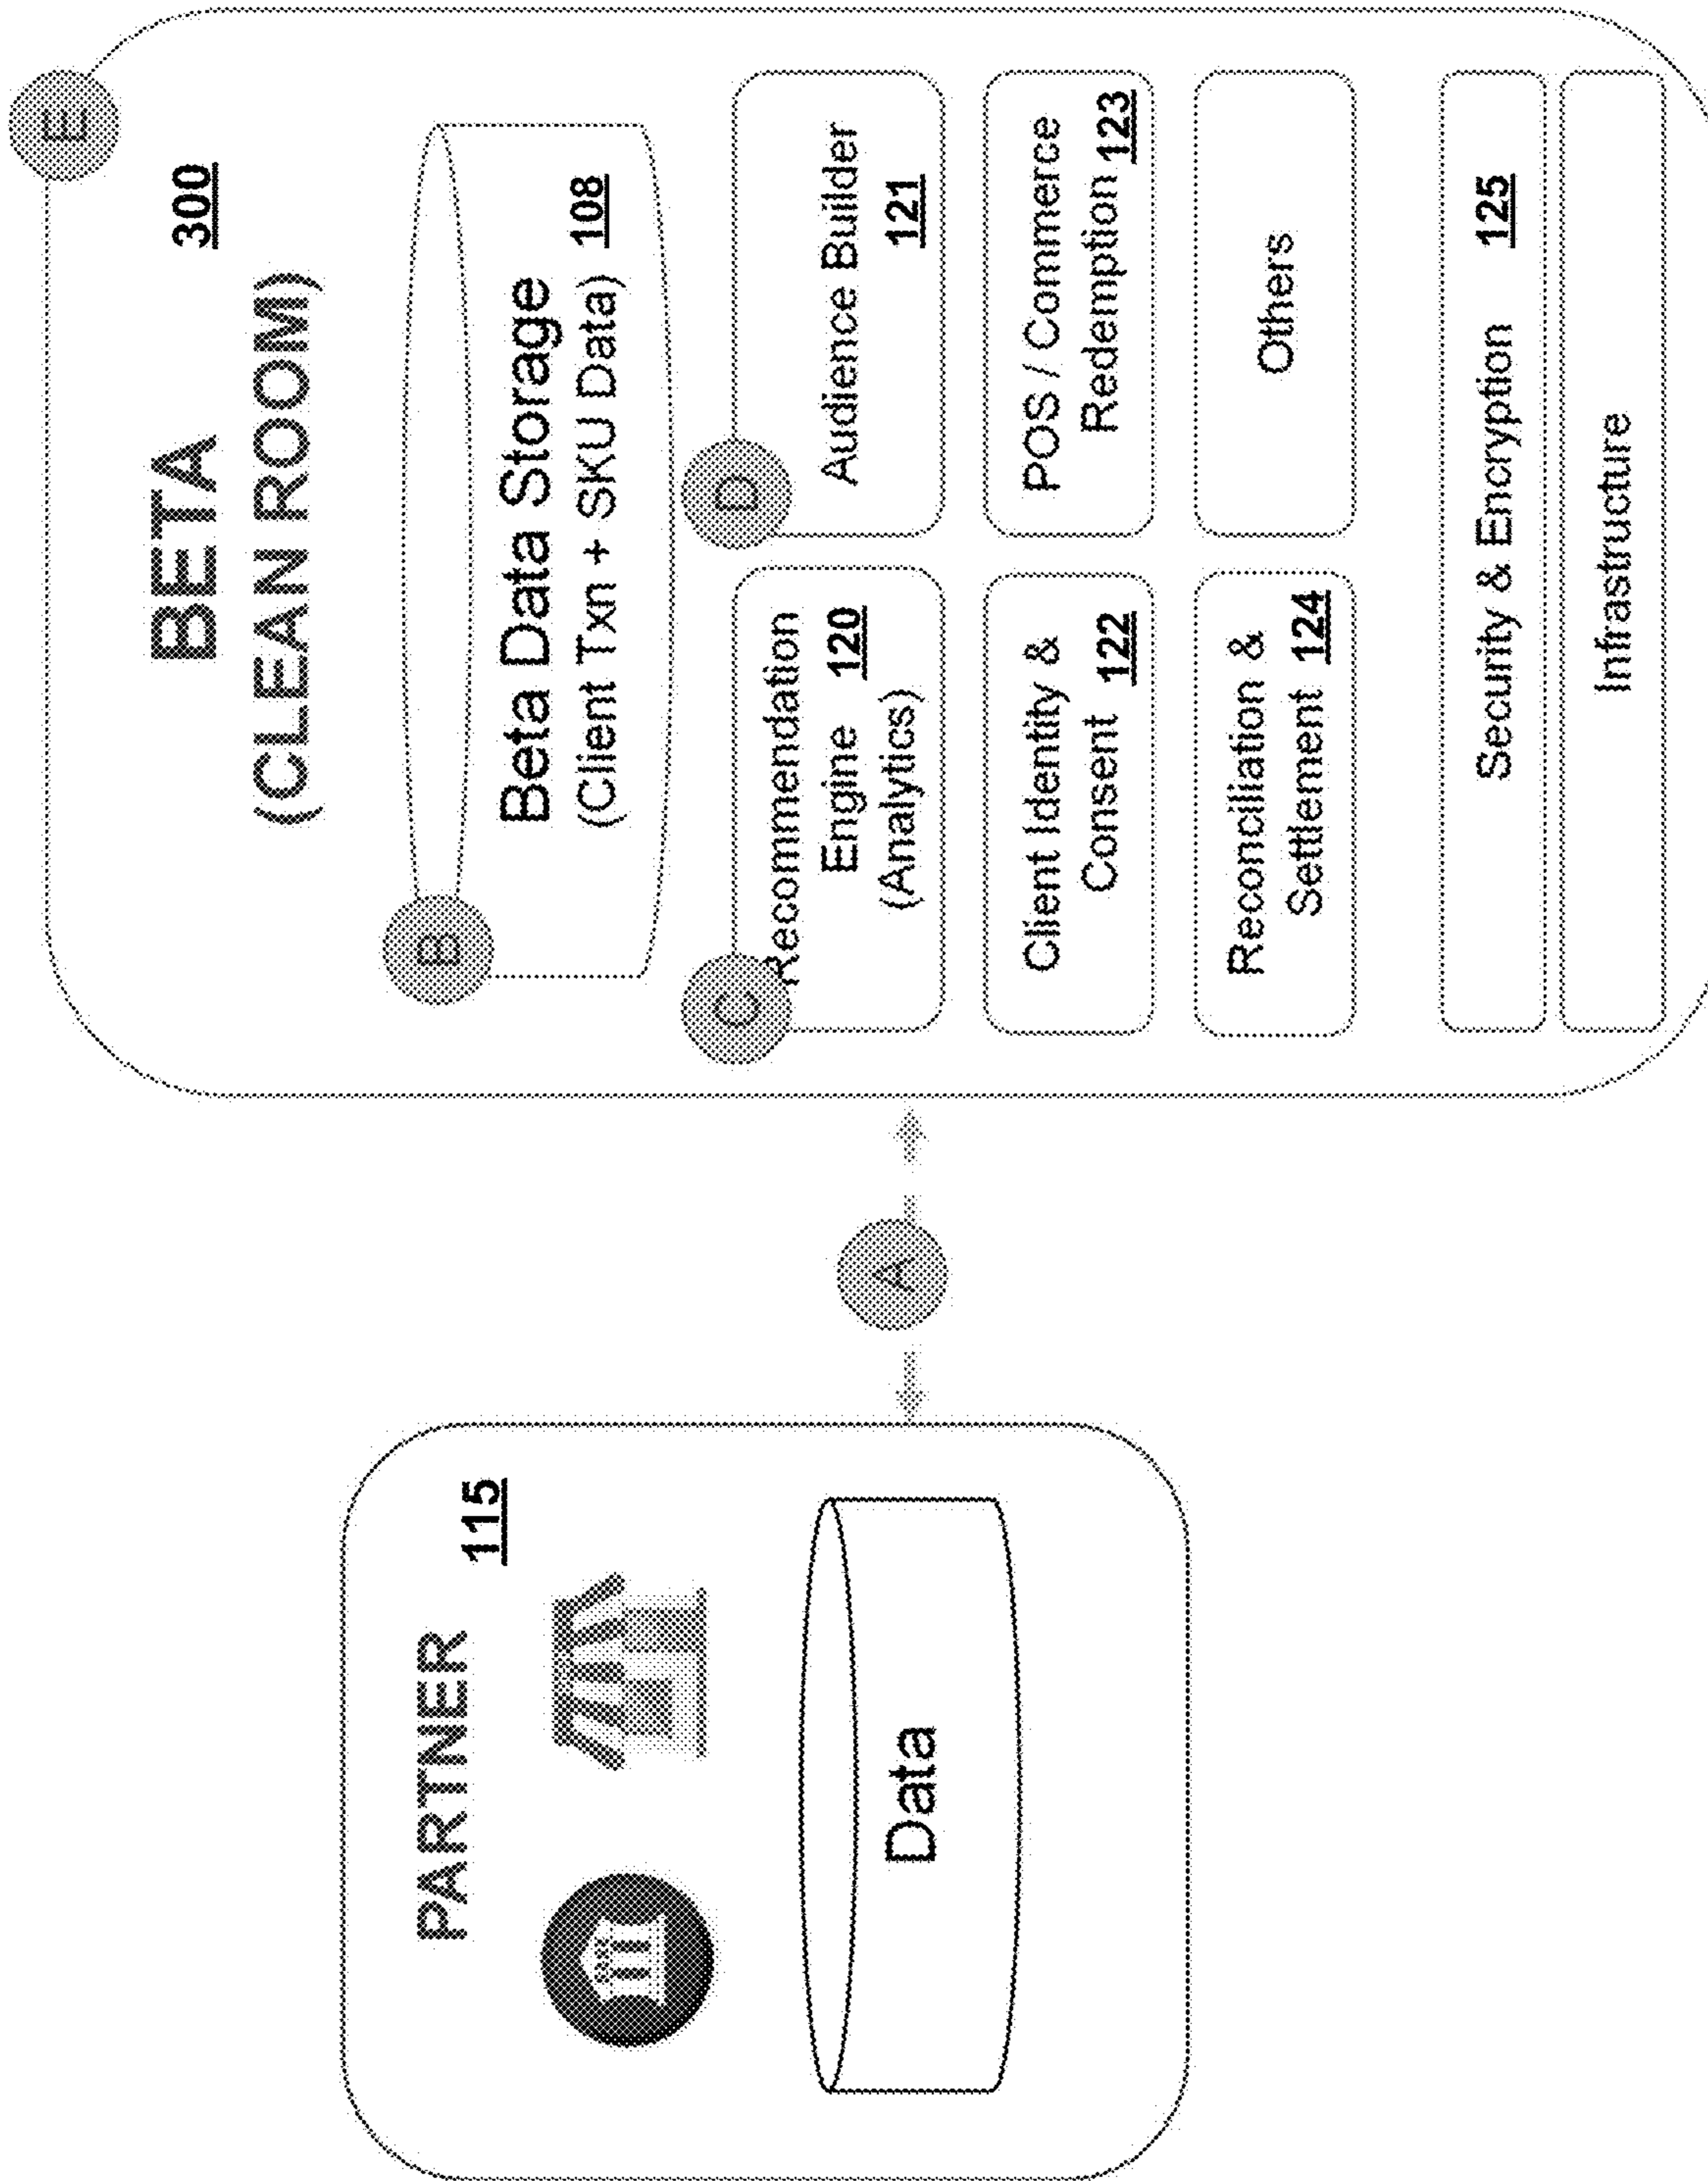 PARTNER
115
Data
A
E
BETA 300
(CLEAN ROOM)
B
Beta Data Storage
(Client Txn + SKU Data) 108
C
Recommendation
Engine 120
(Analytics)
D
Audience Builder
121
Client Identity &
Consent 122
POS / Commerce
Redemption 123
Reconciliation &
Settlement 124
Others
Security & Encryption 125
Infrastructure